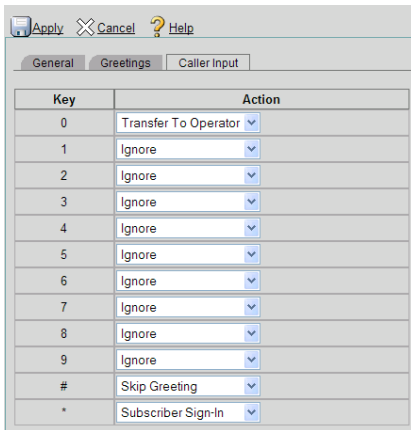 Apply Cancel Help
General Greetings Caller Input
Key Action
0 Transfer To Operator
1 Ignore
2 Ignore
3 Ignore
4 Ignore
5 Ignore
6 Ignore
7 Ignore
8 Ignore
9 Ignore
# Skip Greeting
* Subscriber Sign-In